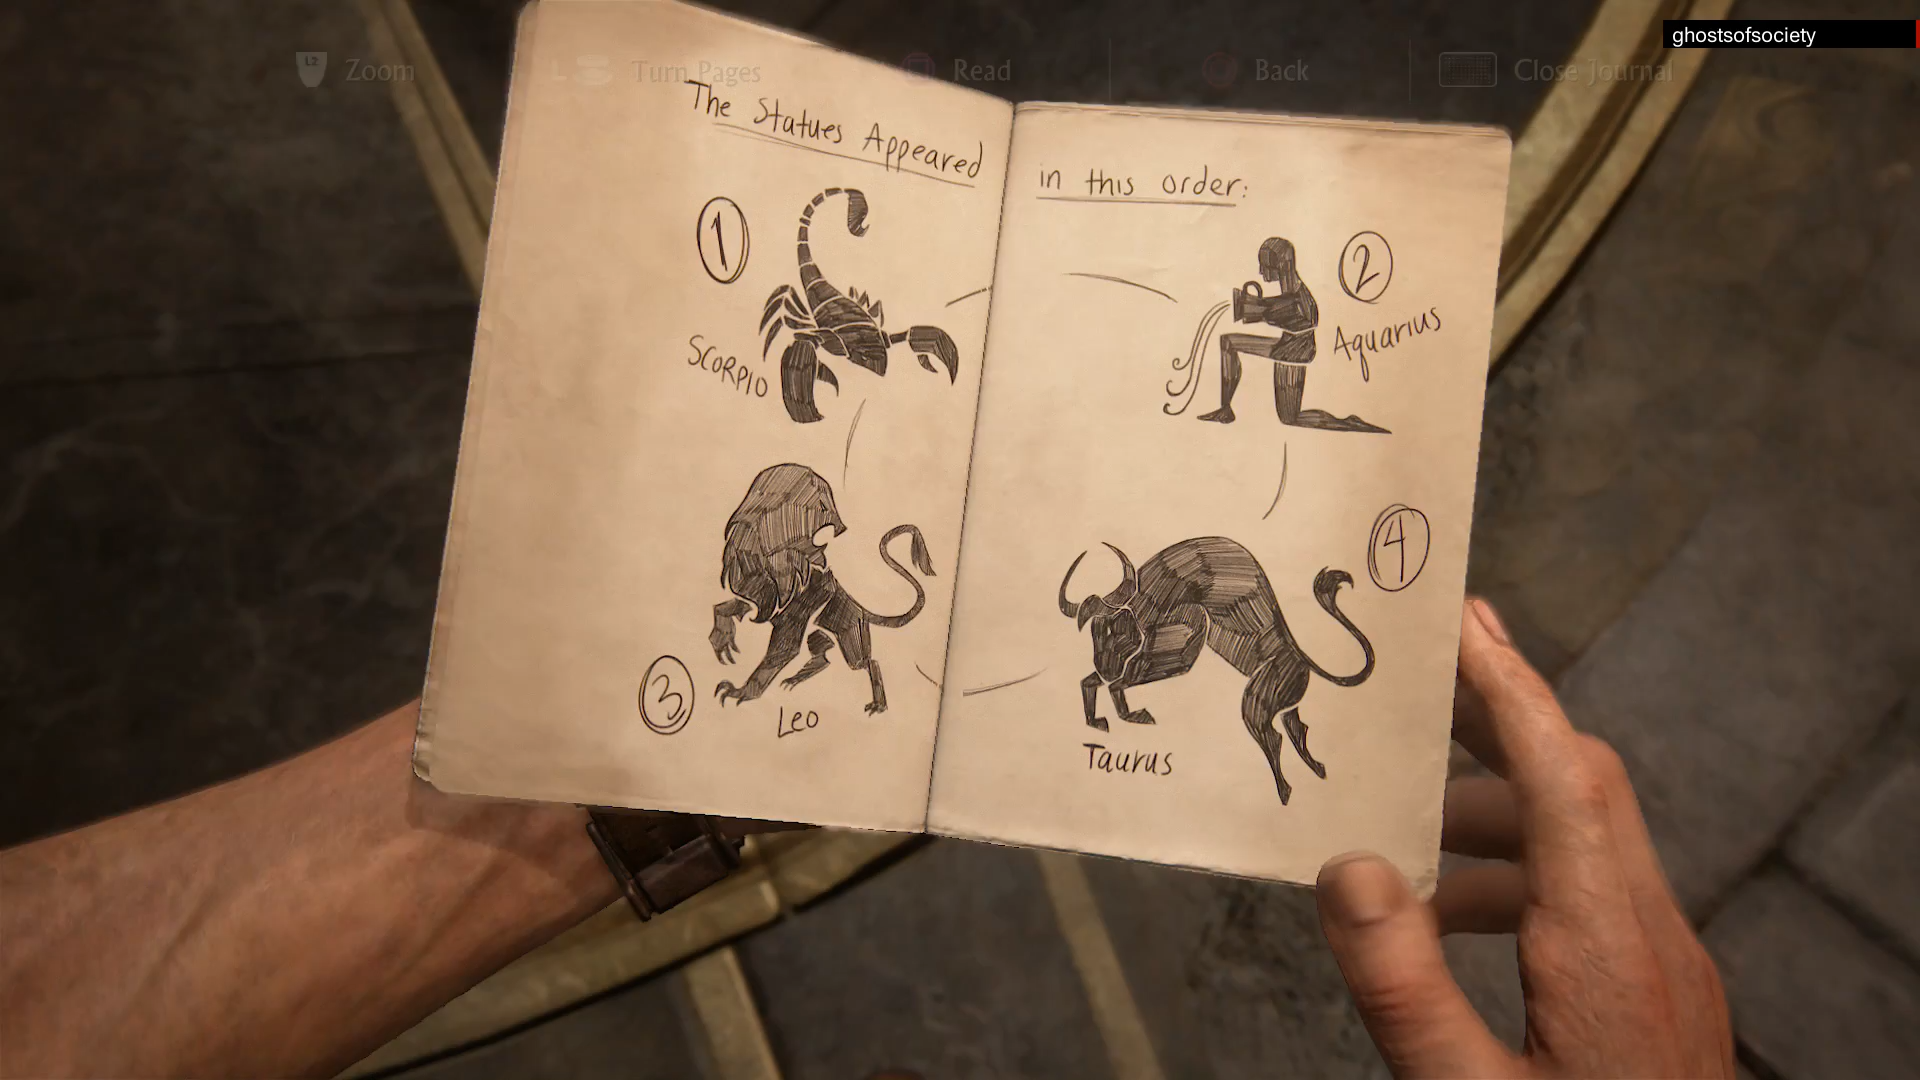 ghostsofsociety
L2 Zoom
L Turn Pages
Read
Back
Close Journal
The Statues Appeared
in this order:
1
SCORPIO
2
Aquarius
3
Leo
4
Taurus